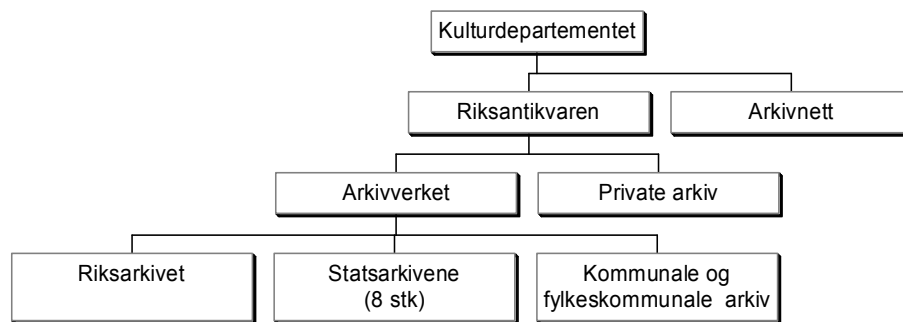 Kulturdepartementet
Riksantikvaren
Arkivnett
Arkivverket
Private arkiv
Riksarkivet
Statsarkivene
(8 stk)
Kommunale og
fylkeskommunale arkiv